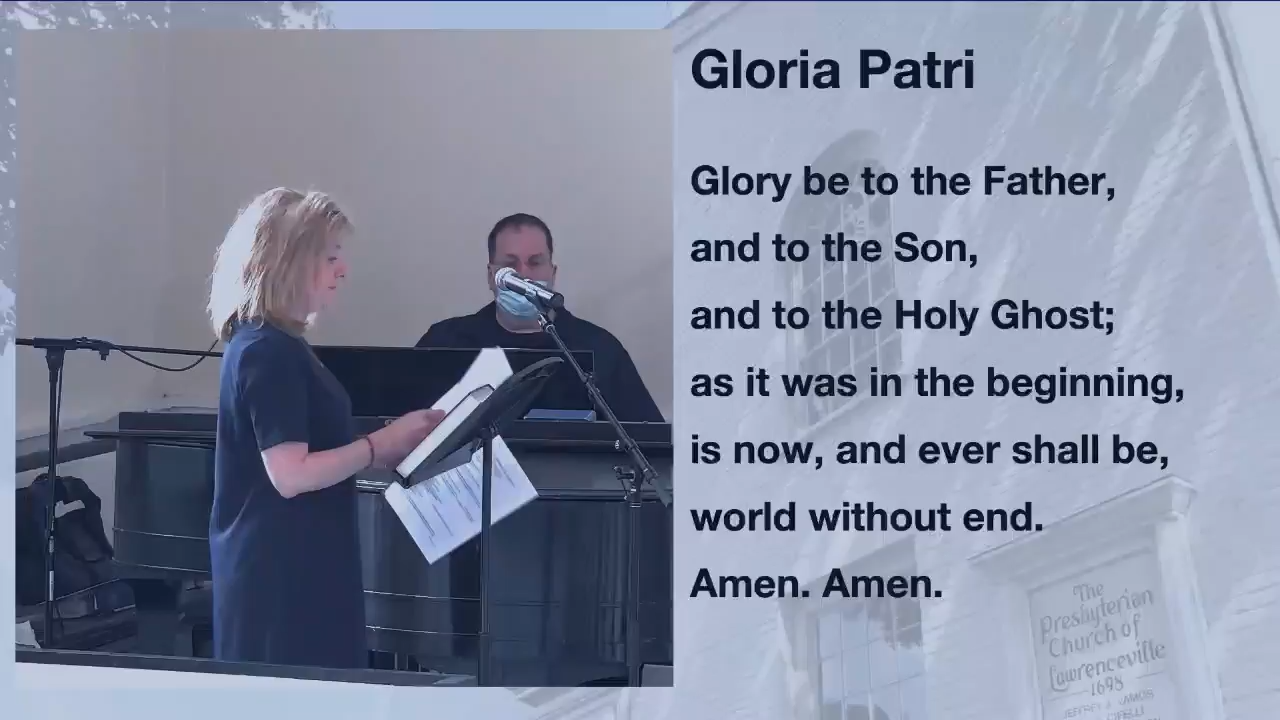 Gloria Patri
Glory be to the Father,
and to the Son,
and to the Holy Ghost;
as it was in the beginning,
is now, and ever shall be,
world without end.
Amen. Amen.
The
Presbyterian
Church of
Lawrenceville
1698
JEFFREY A.